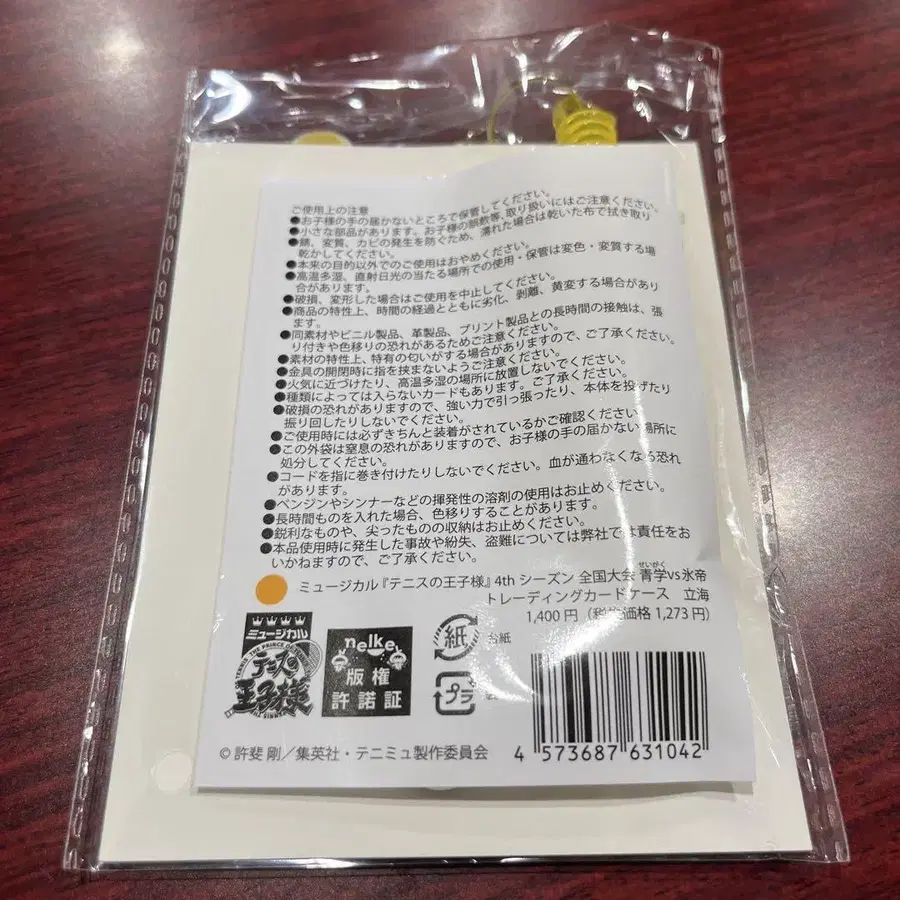 ご使用上の注意
●お子様の手の届かないところで保管してください。
●小さな部品があります。お子様の誤飲等、取り扱いにはご注意ください。
●錆、変質、カビの発生を防ぐため、濡れた場合は乾いた布で拭き取り
乾かしてください。
●本来の目的以外でのご使用はおやめください。
●高温多湿、直射日光の当たる場所での使用・保管は変色・変質する場
合があります。
●破損、変形した場合はご使用を中止してください。
●商品の特性上、時間の経過とともに劣化、剥離、黄変する場合があり
ます。
●同素材やビニル製品、革製品、プリント製品との長時間の接触は、張
り付きや色移りの恐れがあるためご注意ください。
●素材の特性上、特有の匂いがする場合がありますので、ご了承ください。
●金具の開閉時に指を挟まないようご注意ください。
●火気に近づけたり、高温多湿の場所に放置しないでください。
●種類によっては入らないカードもあります。ご了承ください。
●破損の恐れがありますので、強い力で引っ張ったり、本体を投げたり
振り回したりしないでください。
●ご使用時には必ずきちんと装着がされているかご確認ください
●この外袋は窒息の恐れがありますので、お子様の手の届かない場所に
処分してください。
●コードを指に巻き付けたりしないでください。血が通わなくなる恐れ
があります。
●ベンジンやシンナーなどの揮発性の溶剤の使用はお止めください。
●長時間ものを入れた場合、色移りすることがあります。
●鋭利なものや、尖ったものの収納はお止めください。
●本品使用時に発生した事故や紛失、盗難については弊社では責任をお
いかねますので、ご了承ください。
せいがく
ミュージカル『テニスの王子様』4th シーズン 全国大会 青学vs氷帝
トレーディングカードケース 立海
1,400円（税抜価格 1,273円）
ミュージカル
テニスの
王子様
nelke
版権
許諾証
紙
台紙
プラ
© 許斐 剛／集英社・テニミュ製作委員会
4 573687 631042